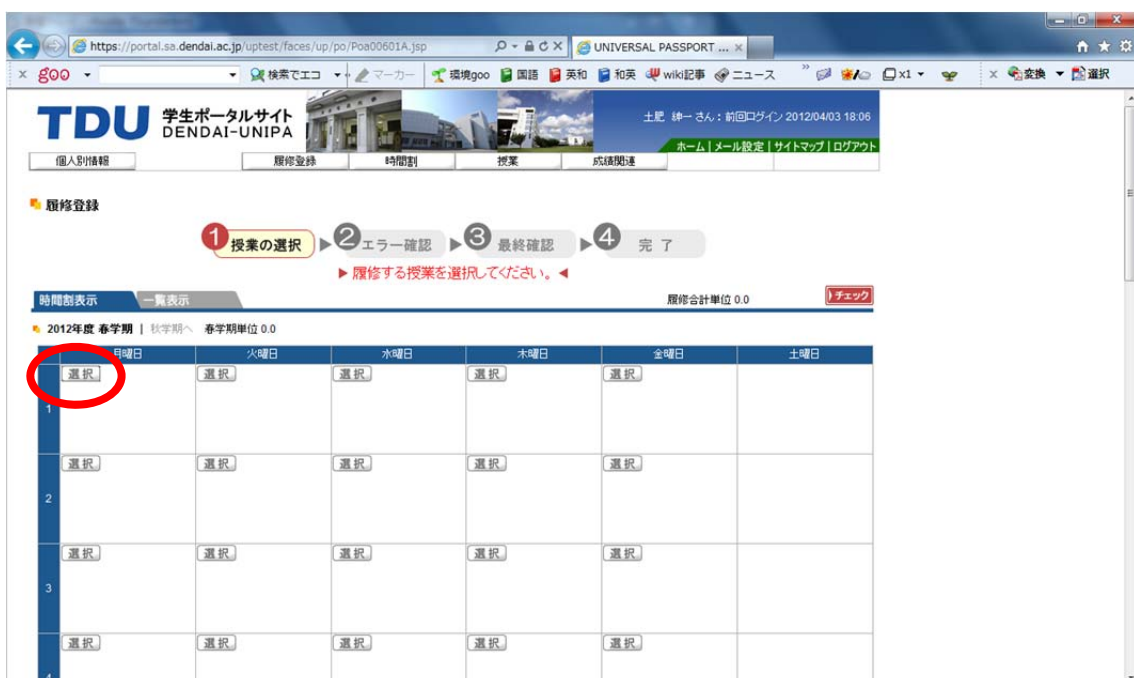 https://portal.sa.dendai.ac.jp/uptest/faces/up/po/Poa00601A.jsp
UNIVERSAL PASSPORT ...
goo 検索でエコ マーカー 環境goo 国語 英和 和英 wiki記事 ニュース x1 変換 選択
TDU 学生ポータルサイト
DENDAI-UNIPA
土肥 紳一 さん：前回ログイン 2012/04/03 18:06
ホーム | メール設定 | サイトマップ | ログアウト
個人別情報 履修登録 時間割 授業 成績関連
履修登録
1 授業の選択 ▶ 2 エラー確認 ▶ 3 最終確認 ▶ 4 完了
▶ 履修する授業を選択してください。 ◀
時間割表示 一覧表示 履修合計単位 0.0 チェック
2012年度 春学期 | 秋学期へ 春学期単位 0.0
月曜日 火曜日 水曜日 木曜日 金曜日 土曜日
選択 選択 選択 選択 選択
1
選択 選択 選択 選択 選択
2
選択 選択 選択 選択 選択
3
選択 選択 選択 選択 選択
4